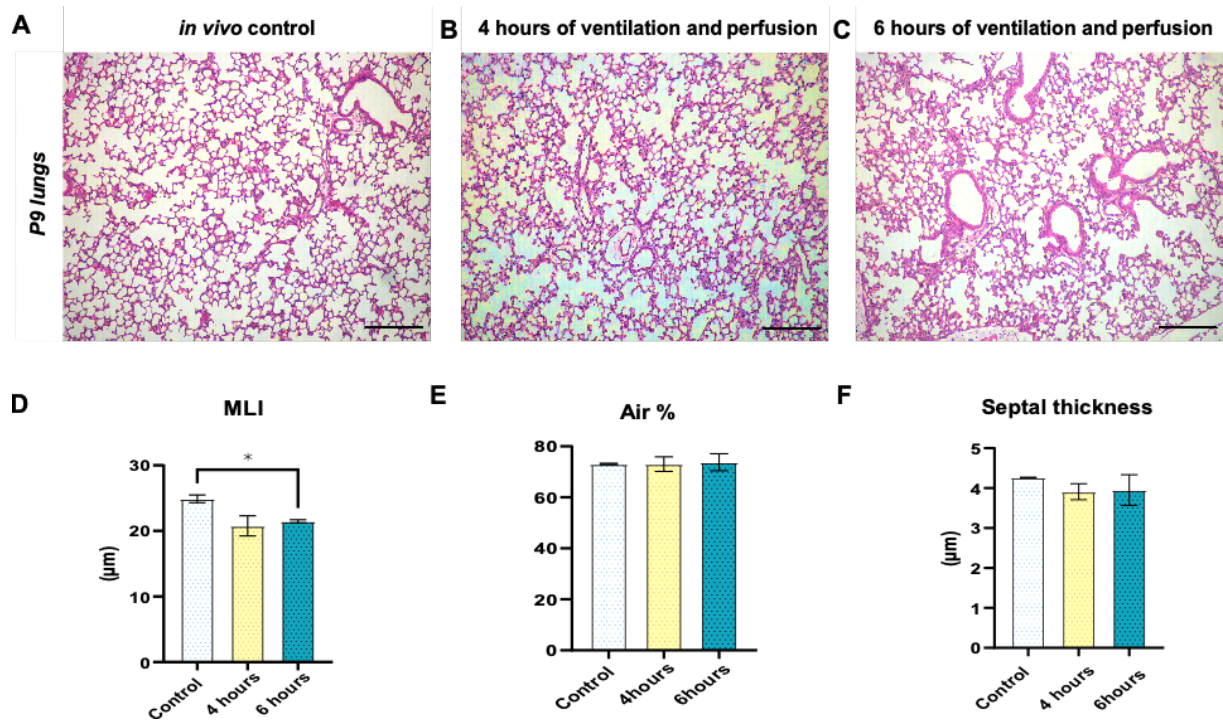 A
in vivo control
B
4 hours of ventilation and perfusion
C
6 hours of ventilation and perfusion
P9 lungs
D
MLI
(µm)
30
20
10
0
*
Control
4 hours
6 hours
E
Air %
80
60
40
20
0
Control
4hours
6hours
F
Septal thickness
(µm)
5
4
3
2
1
0
Control
4 hours
6hours